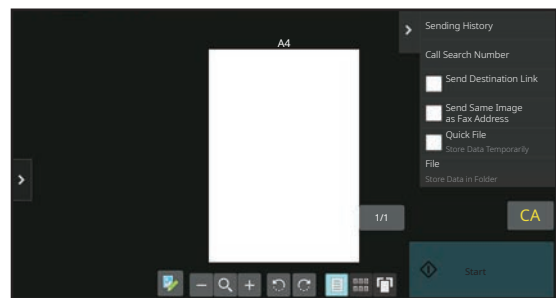 Sending History
A4
Call Search Number
Send Destination Link
Send Same Image
as Fax Address
Quick File
Store Data Temporarily
File
Store Data in Folder
1/1
CA
Start